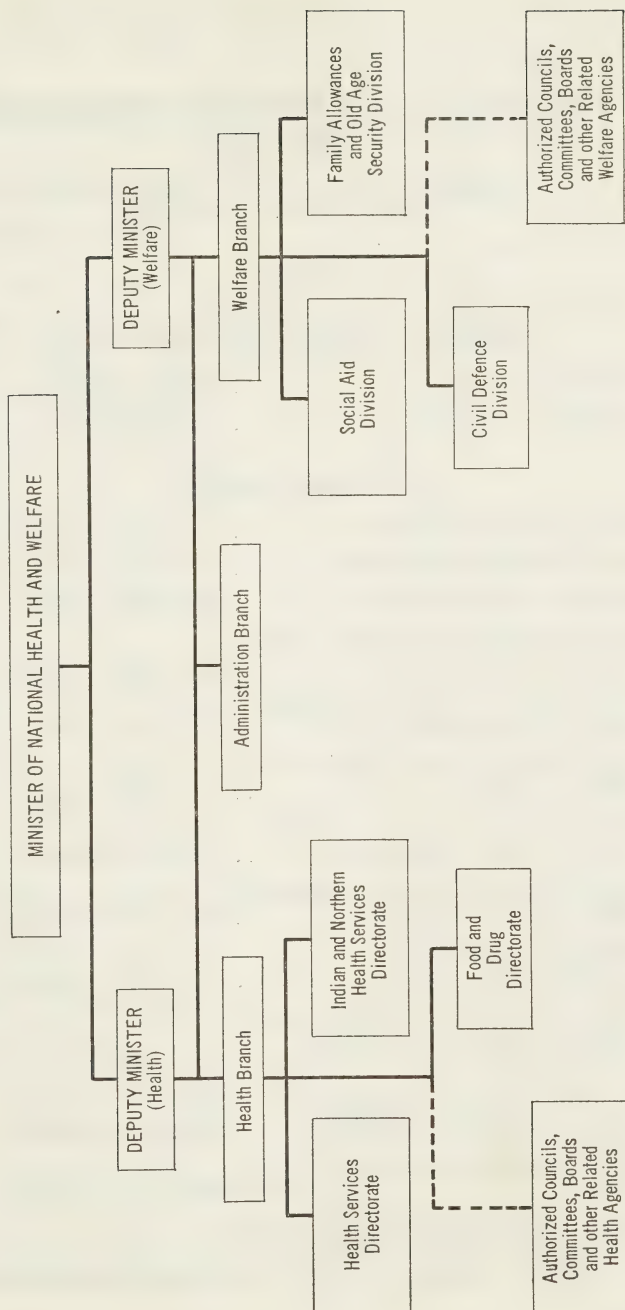 MINISTER OF NATIONAL HEALTH AND WELFARE
DEPUTY MINISTER
(Health)
DEPUTY MINISTER
(Welfare)
Health Branch
Administration Branch
Welfare Branch
Health Services
Directorate
Indian and Northern
Health Services
Directorate
Social Aid
Division
Family Allowances
and Old Age
Security Division
Food and
Drug
Directorate
Civil Defence
Division
Authorized Councils,
Committees, Boards
and other Related
Health Agencies
Authorized Councils,
Committees, Boards
and other Related
Welfare Agencies